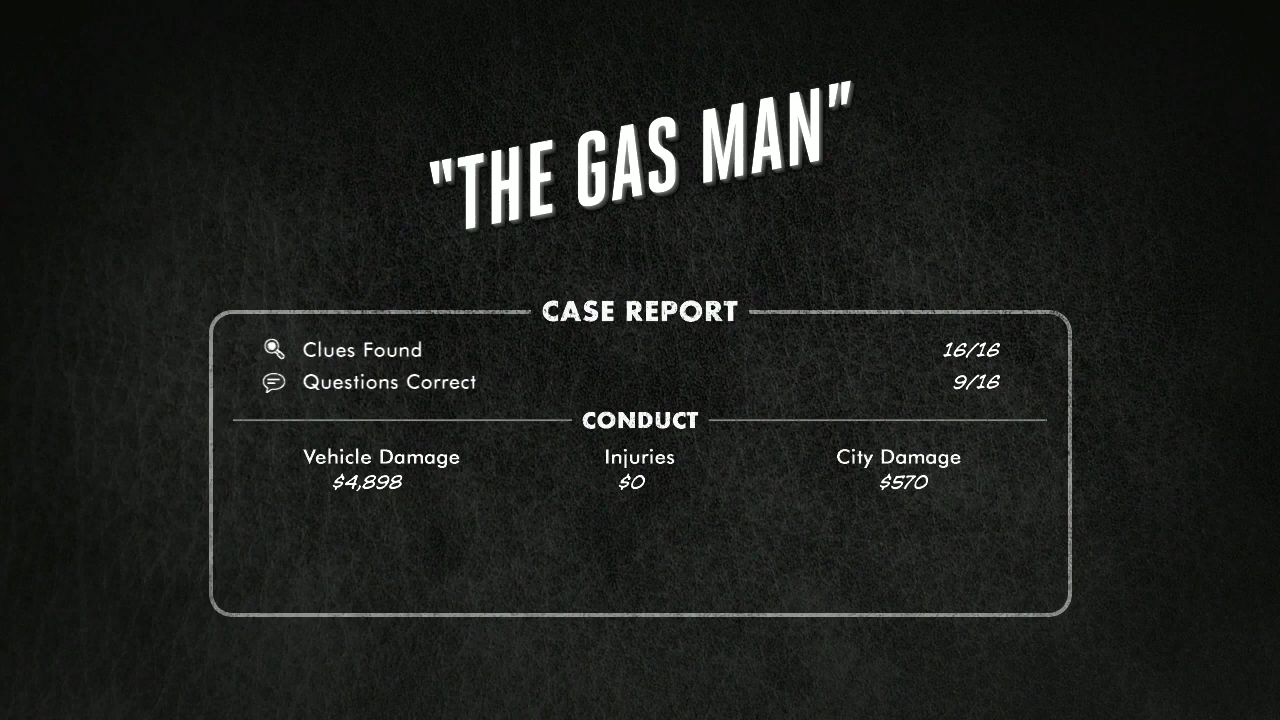 "THE GAS MAN"
CASE REPORT
Clues Found 16/16
Questions Correct 9/16
CONDUCT
Vehicle Damage Injuries City Damage
$4,898 $0 $570